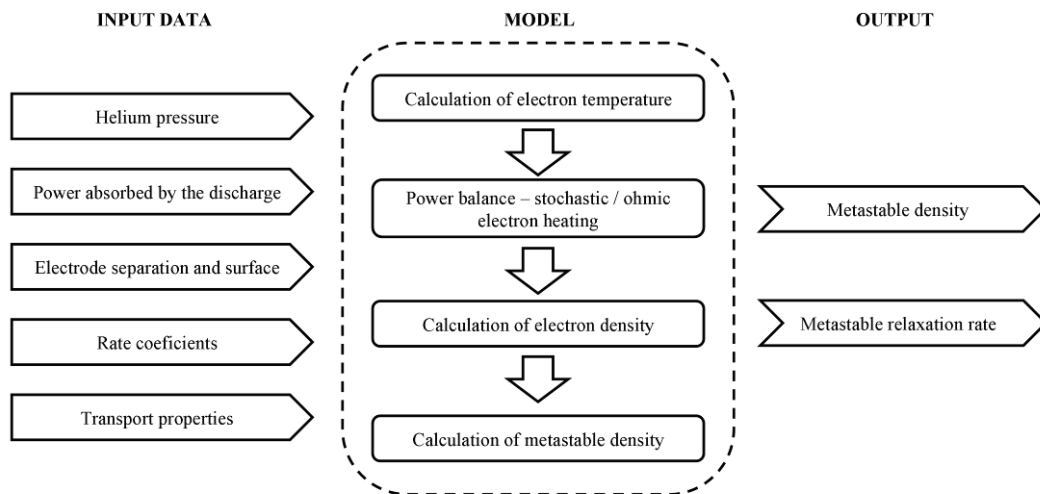 INPUT DATA
MODEL
OUTPUT
Helium pressure
Power absorbed by the discharge
Electrode separation and surface
Rate coeficients
Transport properties
Calculation of electron temperature
Power balance – stochastic / ohmic
electron heating
Calculation of electron density
Calculation of metastable density
Metastable density
Metastable relaxation rate